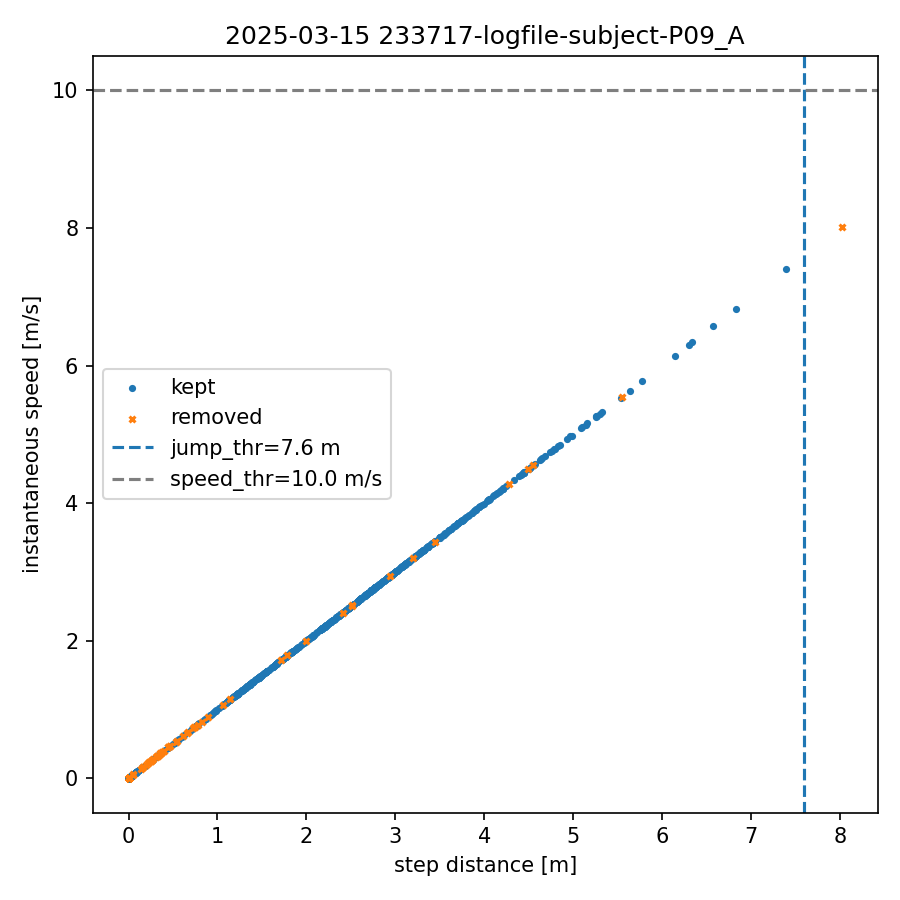 2025-03-15 233717-logfile-subject-P09_A
instantaneous speed [m/s]
10
8
6
4
2
0
kept
removed
jump_thr=7.6 m
speed_thr=10.0 m/s
0 1 2 3 4 5 6 7 8
step distance [m]